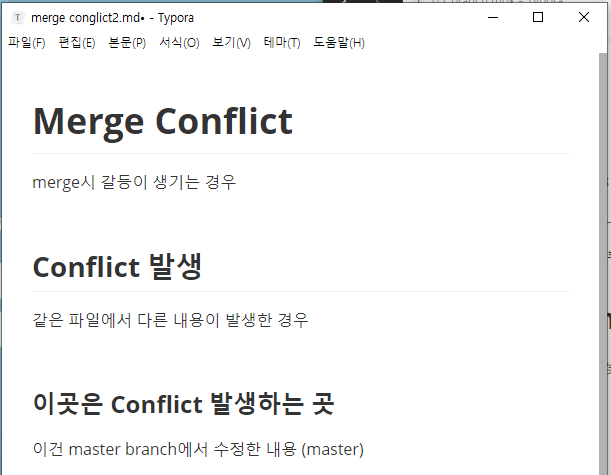 merge conglict2.md• - Typora
파일(F) 편집(E) 본문(P) 서식(O) 보기(V) 테마(T) 도움말(H)
Merge Conflict
merge시 갈등이 생기는 경우
Conflict 발생
같은 파일에서 다른 내용이 발생한 경우
이곳은 Conflict 발생하는 곳
이건 master branch에서 수정한 내용 (master)